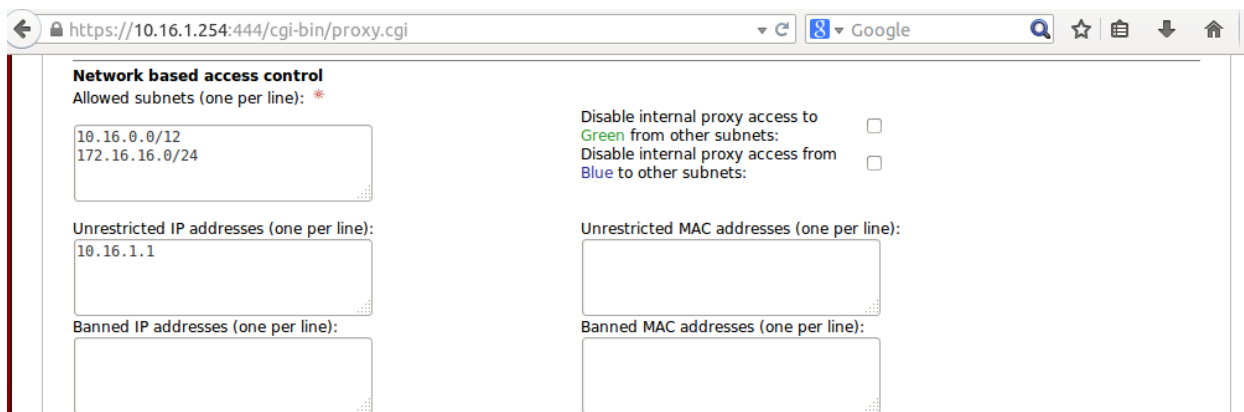 https://10.16.1.254:444/cgi-bin/proxy.cgi
8 Google
Network based access control
Allowed subnets (one per line): *
10.16.0.0/12
172.16.16.0/24
Disable internal proxy access to
Green from other subnets:
Disable internal proxy access from
Blue to other subnets:
Unrestricted IP addresses (one per line):
Unrestricted MAC addresses (one per line):
10.16.1.1
Banned IP addresses (one per line):
Banned MAC addresses (one per line):